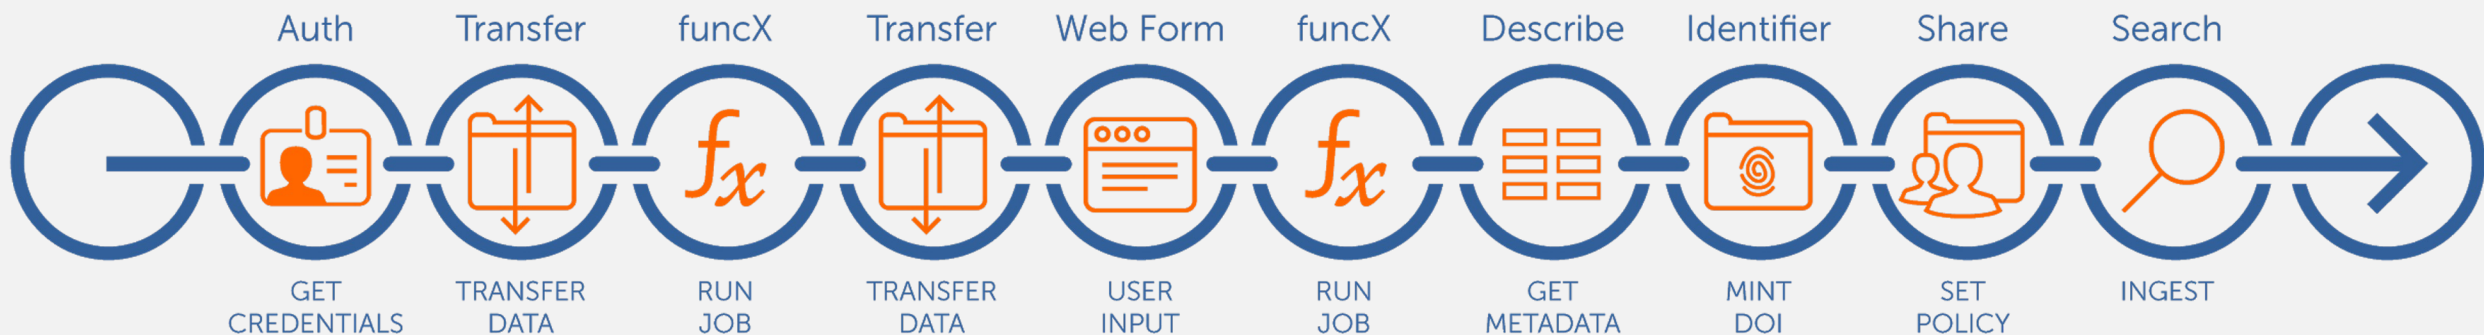 Auth Transfer funcX Transfer Web Form funcX Describe Identifier Share Search
GET TRANSFER RUN TRANSFER USER RUN GET MINT SET INGEST
CREDENTIALS DATA JOB DATA INPUT JOB METADATA DOI POLICY